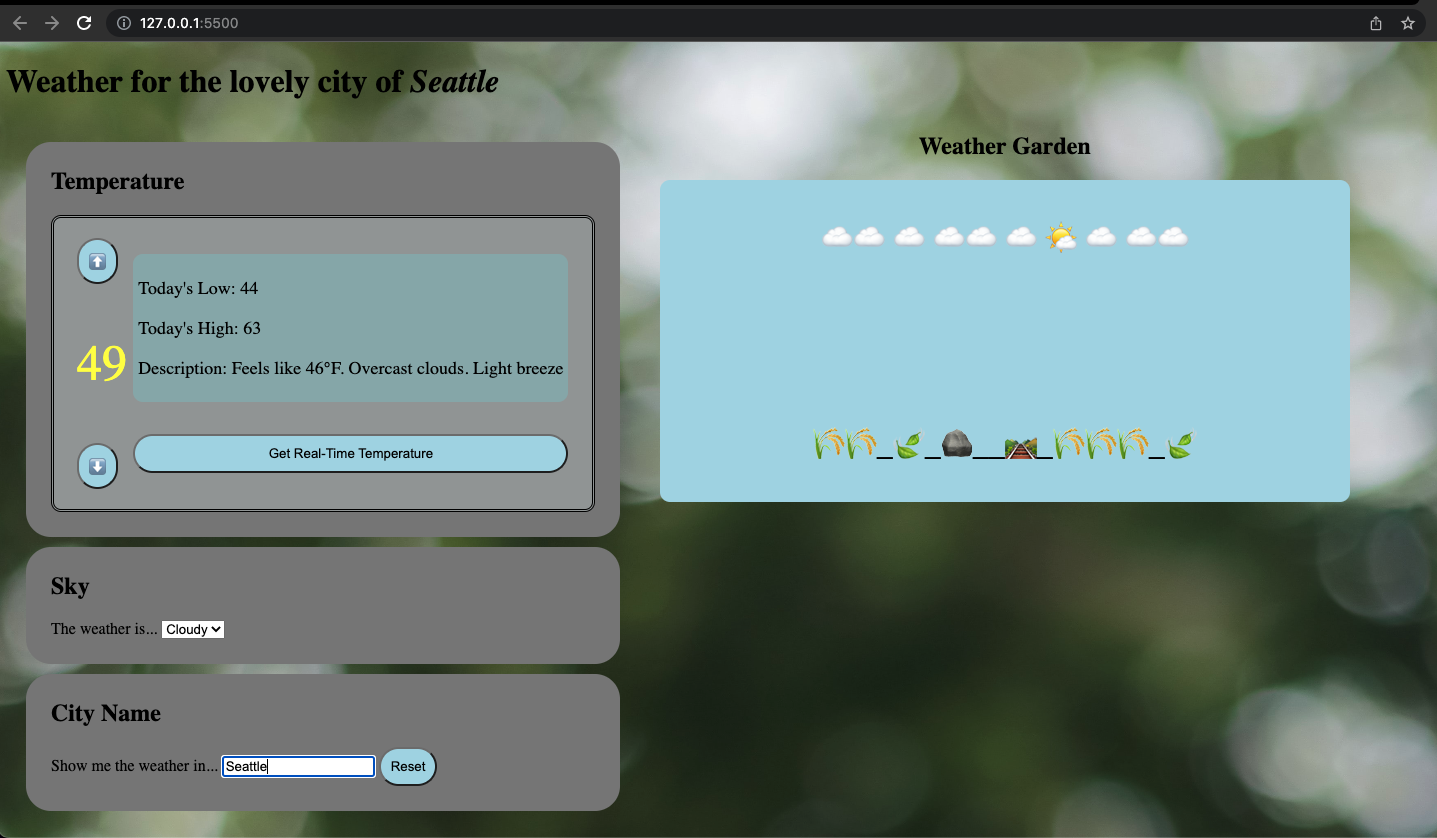 127.0.0.1:5500
Weather for the lovely city of Seattle
Temperature
49
Today's Low: 44
Today's High: 63
Description: Feels like 46°F. Overcast clouds. Light breeze
Get Real-Time Temperature
Sky
The weather is... Cloudy
City Name
Show me the weather in... Seattle Reset
Weather Garden